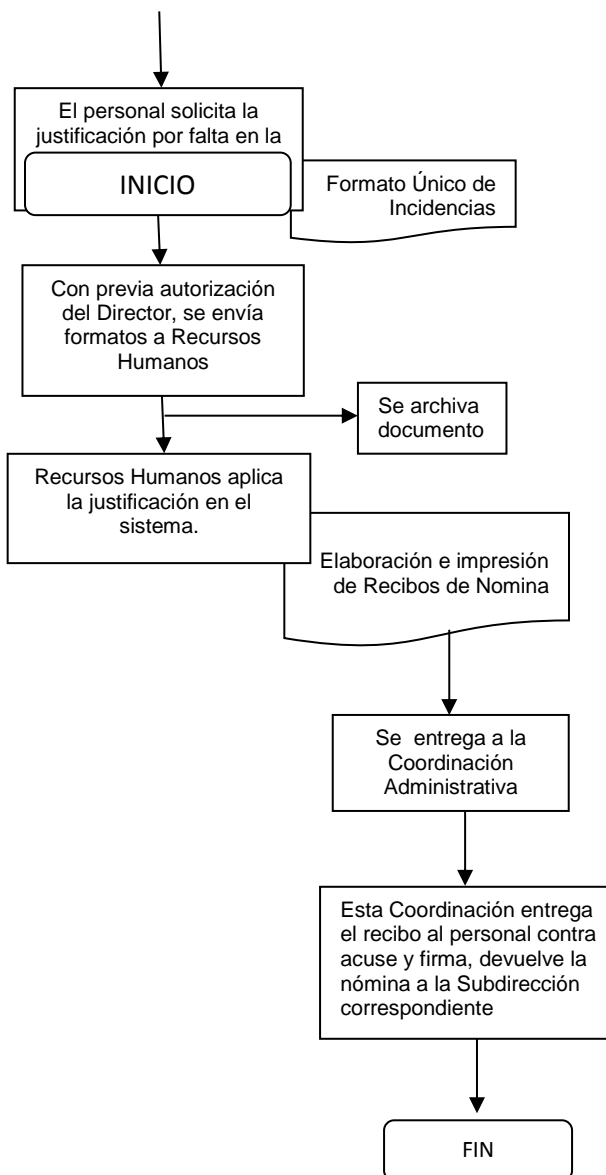 El personal solicita la
justificación por falta en la
INICIO
Formato Único de
Incidencias
Con previa autorización
del Director, se envía
formatos a Recursos
Humanos
Se archiva
documento
Recursos Humanos aplica
la justificación en el
sistema.
Elaboración e impresión
de Recibos de Nomina
Se entrega a la
Coordinación
Administrativa
Esta Coordinación entrega
el recibo al personal contra
acuse y firma, devuelve la
nómina a la Subdirección
correspondiente
FIN